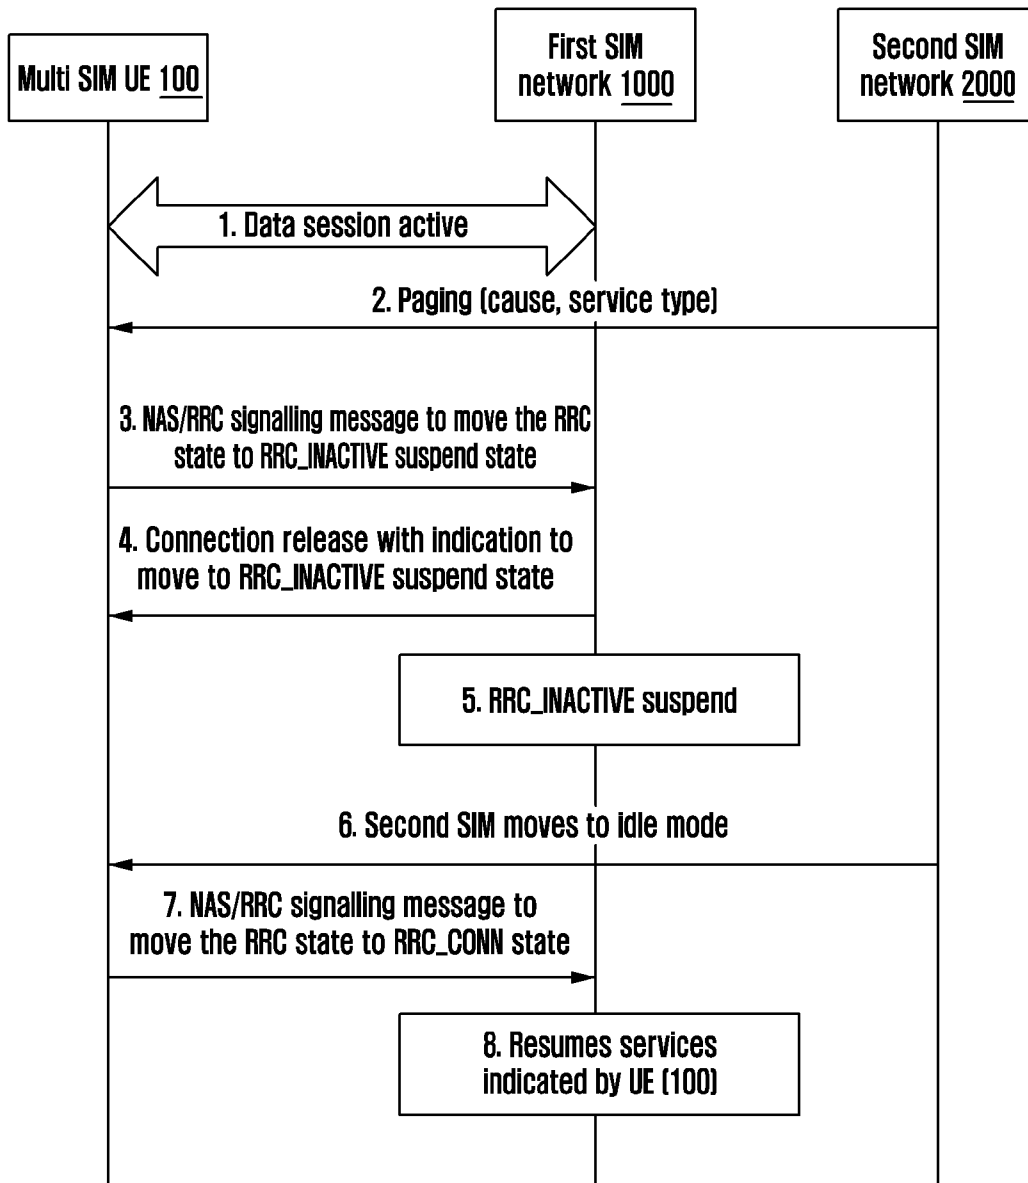 Multi SIM UE 100
First SIM
network 1000
Second SIM
network 2000
1. Data session active
2. Paging (cause, service type)
3. NAS/RRC signalling message to move the RRC
state to RRC_INACTIVE suspend state
4. Connection release with indication to
move to RRC_INACTIVE suspend state
5. RRC_INACTIVE suspend
6. Second SIM moves to idle mode
7. NAS/RRC signalling message to
move the RRC state to RRC_CONN state
8. Resumes services
indicated by UE (100)